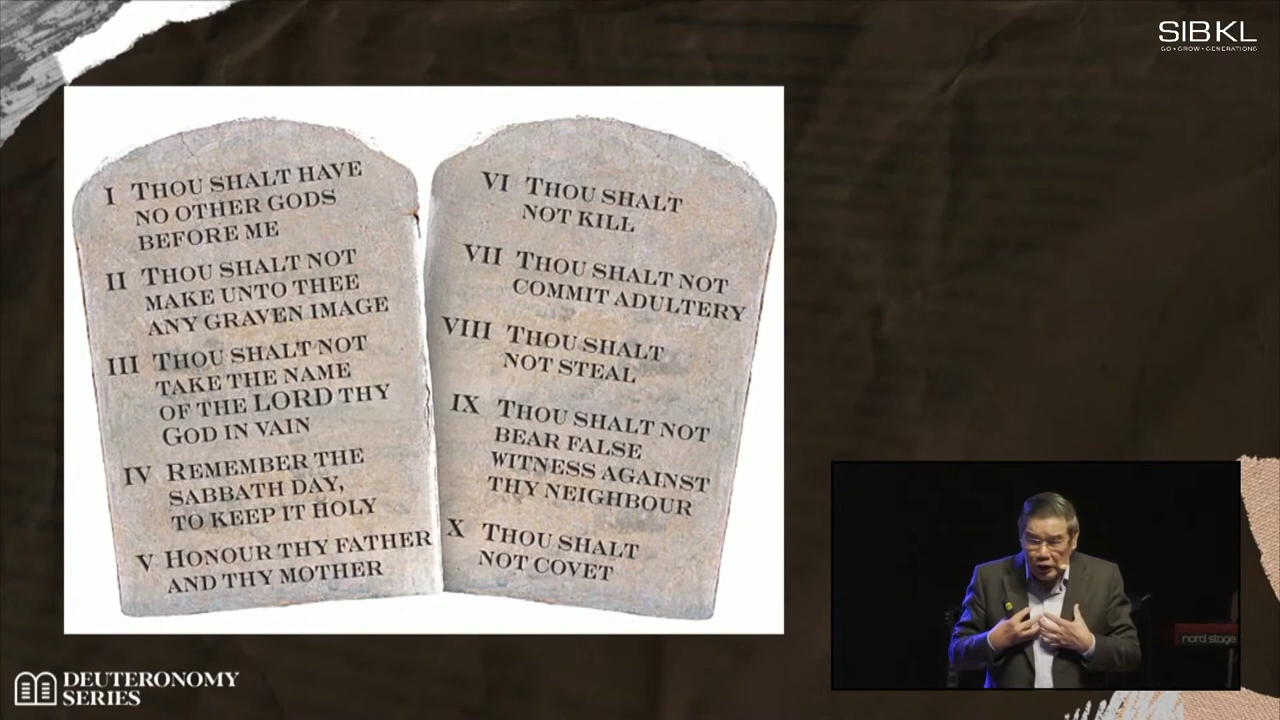 SIBKL
GO • GROW • GENERATIONS
I THOU SHALT HAVE
NO OTHER GODS
BEFORE ME
II THOU SHALT NOT
MAKE UNTO THEE
ANY GRAVEN IMAGE
III THOU SHALT NOT
TAKE THE NAME
OF THE LORD THY
GOD IN VAIN
IV REMEMBER THE
SABBATH DAY,
TO KEEP IT HOLY
V HONOUR THY FATHER
AND THY MOTHER
VI THOU SHALT
NOT KILL
VII THOU SHALT NOT
COMMIT ADULTERY
VIII THOU SHALT
NOT STEAL
IX THOU SHALT NOT
BEAR FALSE
WITNESS AGAINST
THY NEIGHBOUR
X THOU SHALT
NOT COVET
nord stage
DEUTERONOMY
SERIES